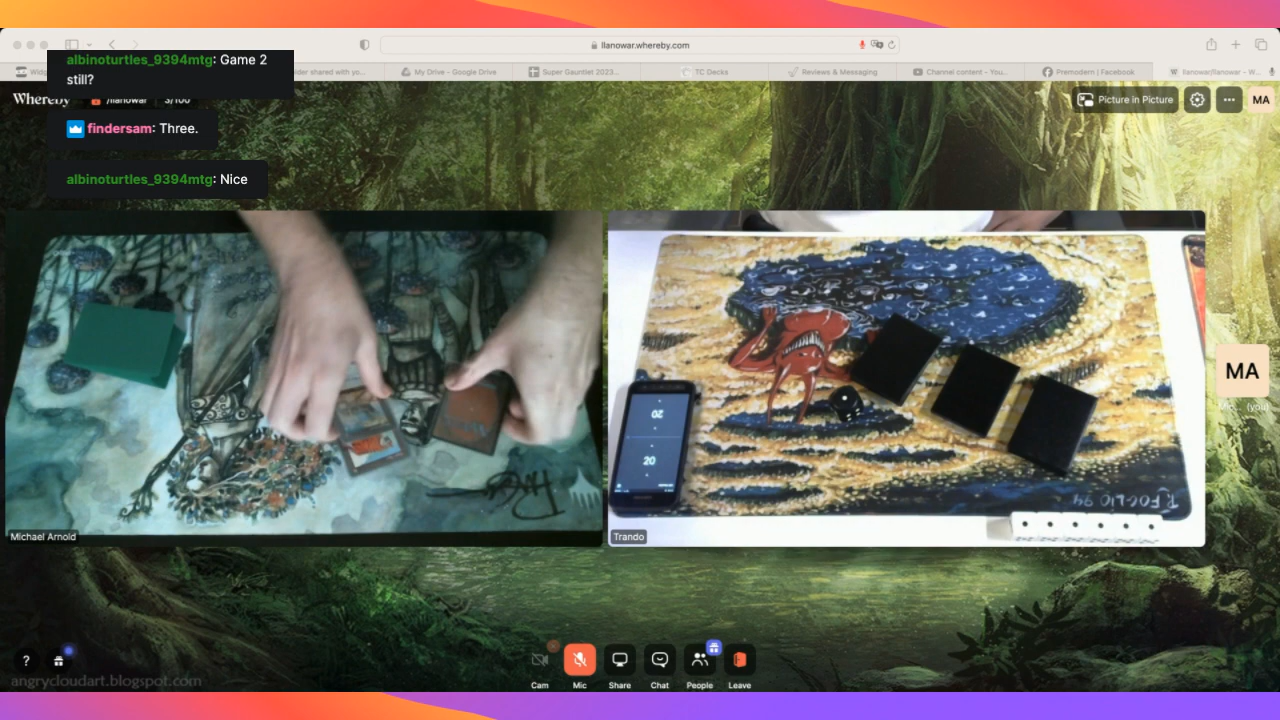 llanowar.whereby.com
My Drive - Google Drive
Super Gauntlet 2023...
TC Decks
Reviews & Messaging
Channel content - You...
Premodern | Facebook
llanowar/llanowar – W...
albinoturtles_9394mtg: Game 2
still?
Whereby
/llanowar
3/100
Picture in Picture
MA
findersam: Three.
albinoturtles_9394mtg: Nice
20
20
R. FOGLIO 94
MA
(you)
Michael Arnold
Trando
?
Cam
Mic
Share
Chat
People
Leave
angrycloudart.blogspot.com